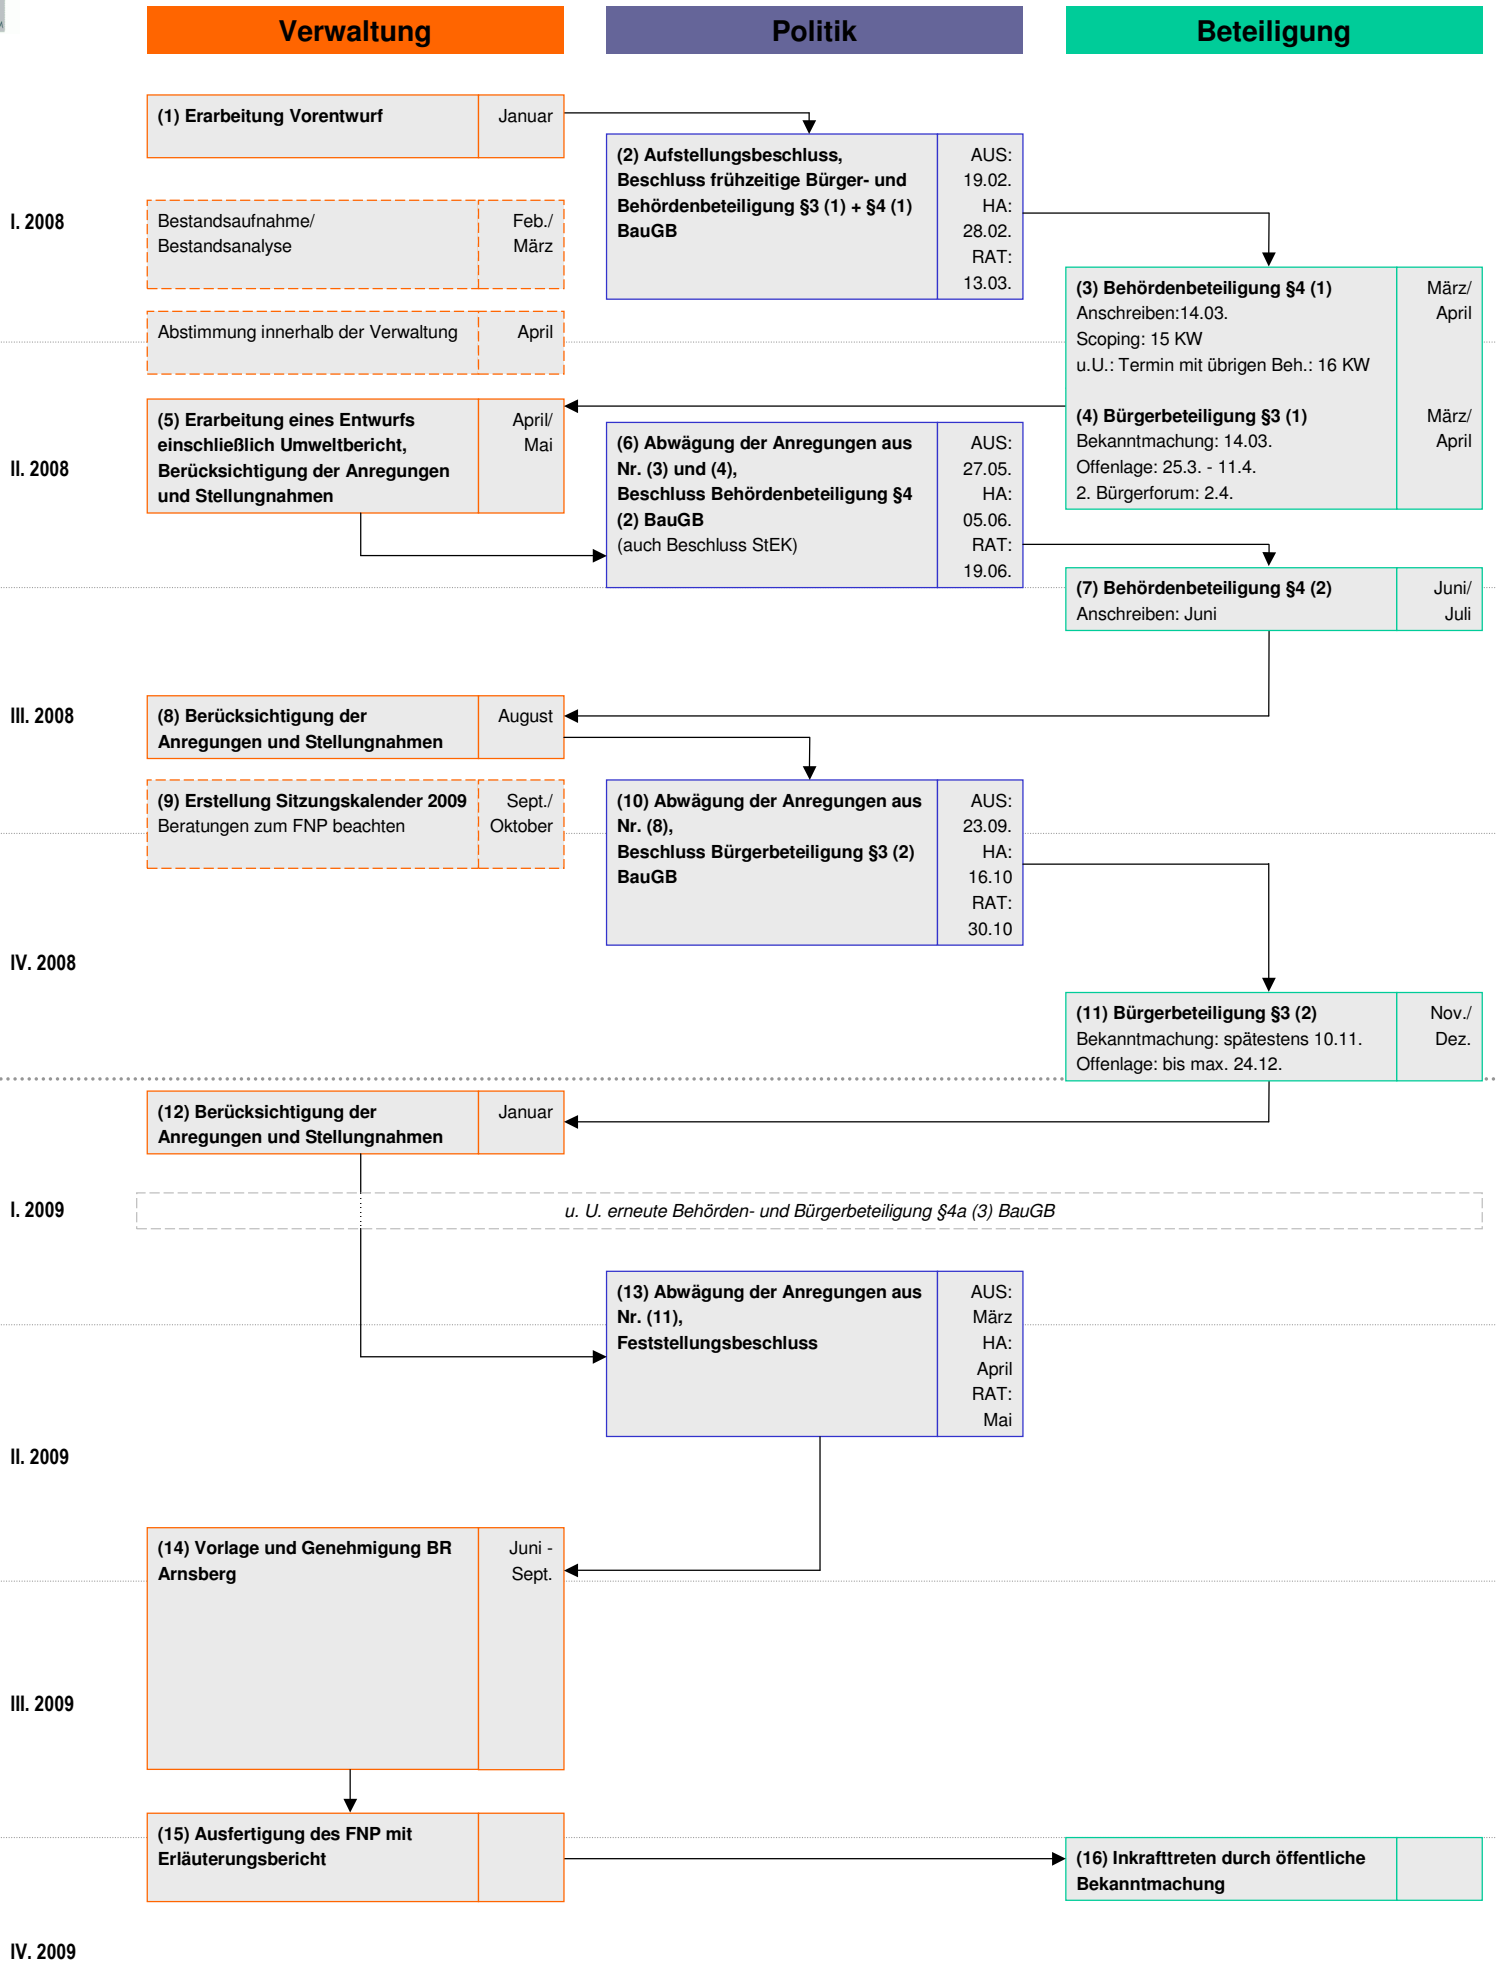 Verwaltung
Politik
Beteiligung
(1) Erarbeitung Vorentwurf
Januar
(2) Aufstellungsbeschluss,
Beschluss frühzeitige Bürger- und
Behördenbeteiligung §3 (1) + §4 (1)
BauGB
AUS:
19.02.
HA:
28.02.
RAT:
13.03.
I. 2008
Bestandsaufnahme/
Bestandsanalyse
Feb./
März
(3) Behördenbeteiligung §4 (1)
Anschreiben:14.03.
Scoping: 15 KW
u.U.: Termin mit übrigen Beh.: 16 KW
März/
April
Abstimmung innerhalb der Verwaltung
April
(4) Bürgerbeteiligung §3 (1)
Bekanntmachung: 14.03.
Offenlage: 25.3. - 11.4.
2. Bürgerforum: 2.4.
März/
April
II. 2008
(5) Erarbeitung eines Entwurfs
einschließlich Umweltbericht,
Berücksichtigung der Anregungen
und Stellungnahmen
April/
Mai
(6) Abwägung der Anregungen aus
Nr. (3) und (4),
Beschluss Behördenbeteiligung §4
(2) BauGB
(auch Beschluss StEK)
AUS:
27.05.
HA:
05.06.
RAT:
19.06.
(7) Behördenbeteiligung §4 (2)
Anschreiben: Juni
Juni/
Juli
III. 2008
(8) Berücksichtigung der
Anregungen und Stellungnahmen
August
(9) Erstellung Sitzungskalender 2009
Beratungen zum FNP beachten
Sept./
Oktober
(10) Abwägung der Anregungen aus
Nr. (8),
Beschluss Bürgerbeteiligung §3 (2)
BauGB
AUS:
23.09.
HA:
16.10
RAT:
30.10
IV. 2008
(11) Bürgerbeteiligung §3 (2)
Bekanntmachung: spätestens 10.11.
Offenlage: bis max. 24.12.
Nov./
Dez.
(12) Berücksichtigung der
Anregungen und Stellungnahmen
Januar
I. 2009
u. U. erneute Behörden- und Bürgerbeteiligung §4a (3) BauGB
(13) Abwägung der Anregungen aus
Nr. (11),
Feststellungsbeschluss
AUS:
März
HA:
April
RAT:
Mai
II. 2009
(14) Vorlage und Genehmigung BR
Arnsberg
Juni -
Sept.
III. 2009
(15) Ausfertigung des FNP mit
Erläuterungsbericht
(16) Inkrafttreten durch öffentliche
Bekanntmachung
IV. 2009